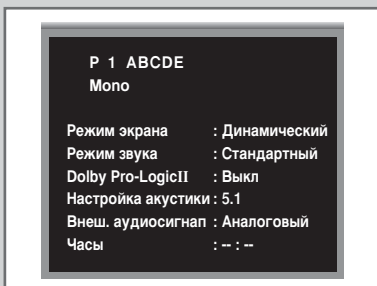 P 1 ABCDE
Mono
Режим экрана : Динамический
Режим звука : Стандартный
Dolby Pro-LogicII : Выкл
Настройка акустики : 5.1
Внеш. аудиосигнап : Аналоговый
Часы : -- : --